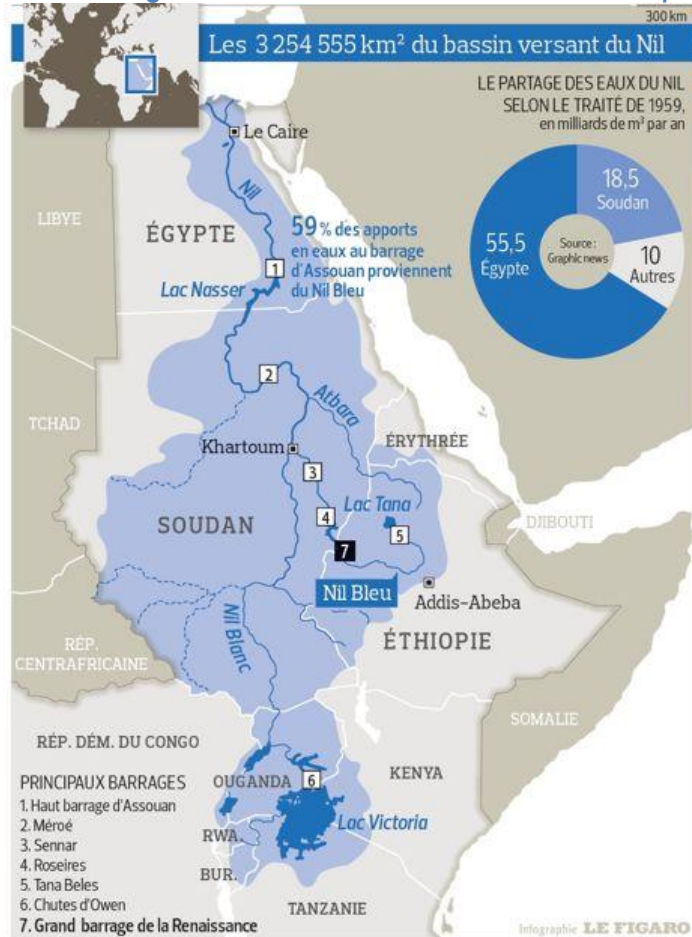 300 km
Les 3 254 555 km² du bassin versant du Nil
LE PARTAGE DES EAUX DU NIL
SELON LE TRAITÉ DE 1959,
en milliards de m³ par an
18,5
Soudan
55,5
Égypte
Source :
Graphic news
10
Autres
Le Caire
Nil
LIBYE
ÉGYPTE
59 % des apports
en eaux au barrage
d'Assouan proviennent
du Nil Bleu
1
Lac Nasser
2
Atbara
TCHAD
ÉRYTHRÉE
Khartoum
3
Lac Tana
SOUDAN
4
5
DJIBOUTI
7
Nil Bleu
Addis-Abeba
Nil Blanc
ÉTHIOPIE
RÉP.
CENTRAFRICAINE
SOMALIE
RÉP. DÉM. DU CONGO
KENYA
OUGANDA
6
Lac Victoria
RWA.
BUR.
TANZANIE
PRINCIPAUX BARRAGES
1. Haut barrage d'Assouan
2. Méroé
3. Sennar
4. Roseires
5. Tana Beles
6. Chutes d'Owen
7. Grand barrage de la Renaissance
Infographie LE FIGARO